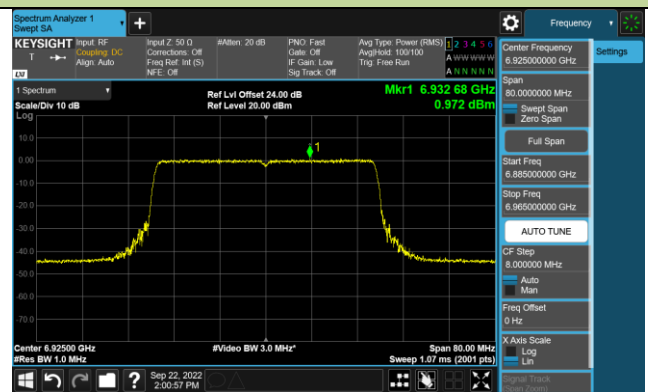 Spectrum Analyzer 1
Swept SA
Frequency
KEYSIGHT
Input: RF
Coupling: DC
Align: Auto
Input Z: 50 Ω
Corrections: Off
Freq Ref: Int (S)
NFE: Off
#Atten: 20 dB
PNO: Fast
Gate: Off
IF Gain: Low
Sig Track: Off
Avg Type: Power (RMS)
Avg|Hold: 100/100
Trig: Free Run
1 2 3 4 5 6
A W W W W W
A N N N N N
T
LVI
Center Frequency
6.925000000 GHz
Settings
Span
80.0000000 MHz
Swept Span
Zero Span
Full Span
Start Freq
6.885000000 GHz
Stop Freq
6.965000000 GHz
AUTO TUNE
CF Step
8.000000 MHz
Auto
Man
Freq Offset
0 Hz
X Axis Scale
Log
Lin
Signal Track
(Span Zoom)
1 Spectrum
Scale/Div 10 dB
Log
Ref Lvl Offset 24.00 dB
Ref Level 20.00 dBm
Mkr1 6.932 68 GHz
0.972 dBm
1
10.0
0.00
-10.0
-20.0
-30.0
-40.0
-50.0
-60.0
-70.0
Center 6.92500 GHz
#Res BW 1.0 MHz
#Video BW 3.0 MHz*
Span 80.00 MHz
Sweep 1.07 ms (2001 pts)
Sep 22, 2022
2:00:57 PM